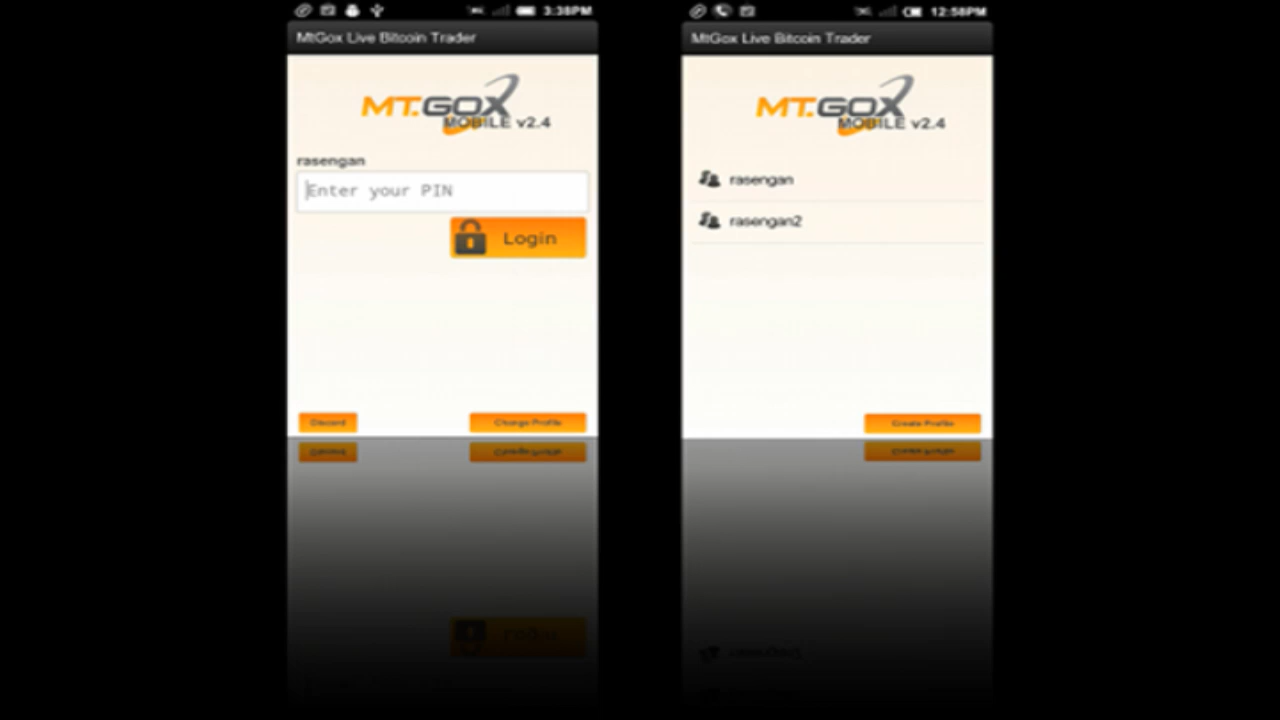 3:38PM
MtGox Live Bitcoin Trader
MT.GOX
MOBILE v2.4
rasengan
Enter your PIN
Login
Discard
Change Profile
12:58PM
MtGox Live Bitcoin Trader
MT.GOX
MOBILE v2.4
rasengan
rasengan2
Create Profile